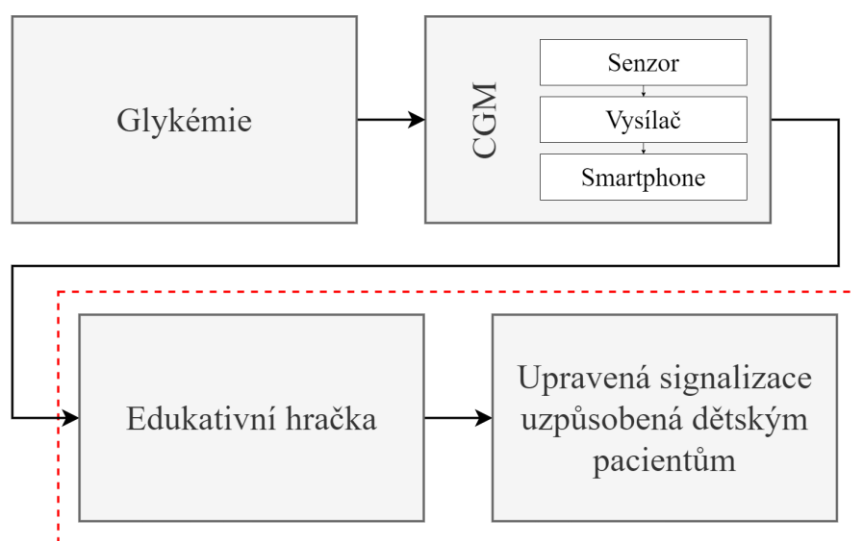 Glykémie
CGM
Senzor
Vysílač
Smartphone
Edukativní hračka
Upravená signalizace
uzpůsobená dětským
pacientům